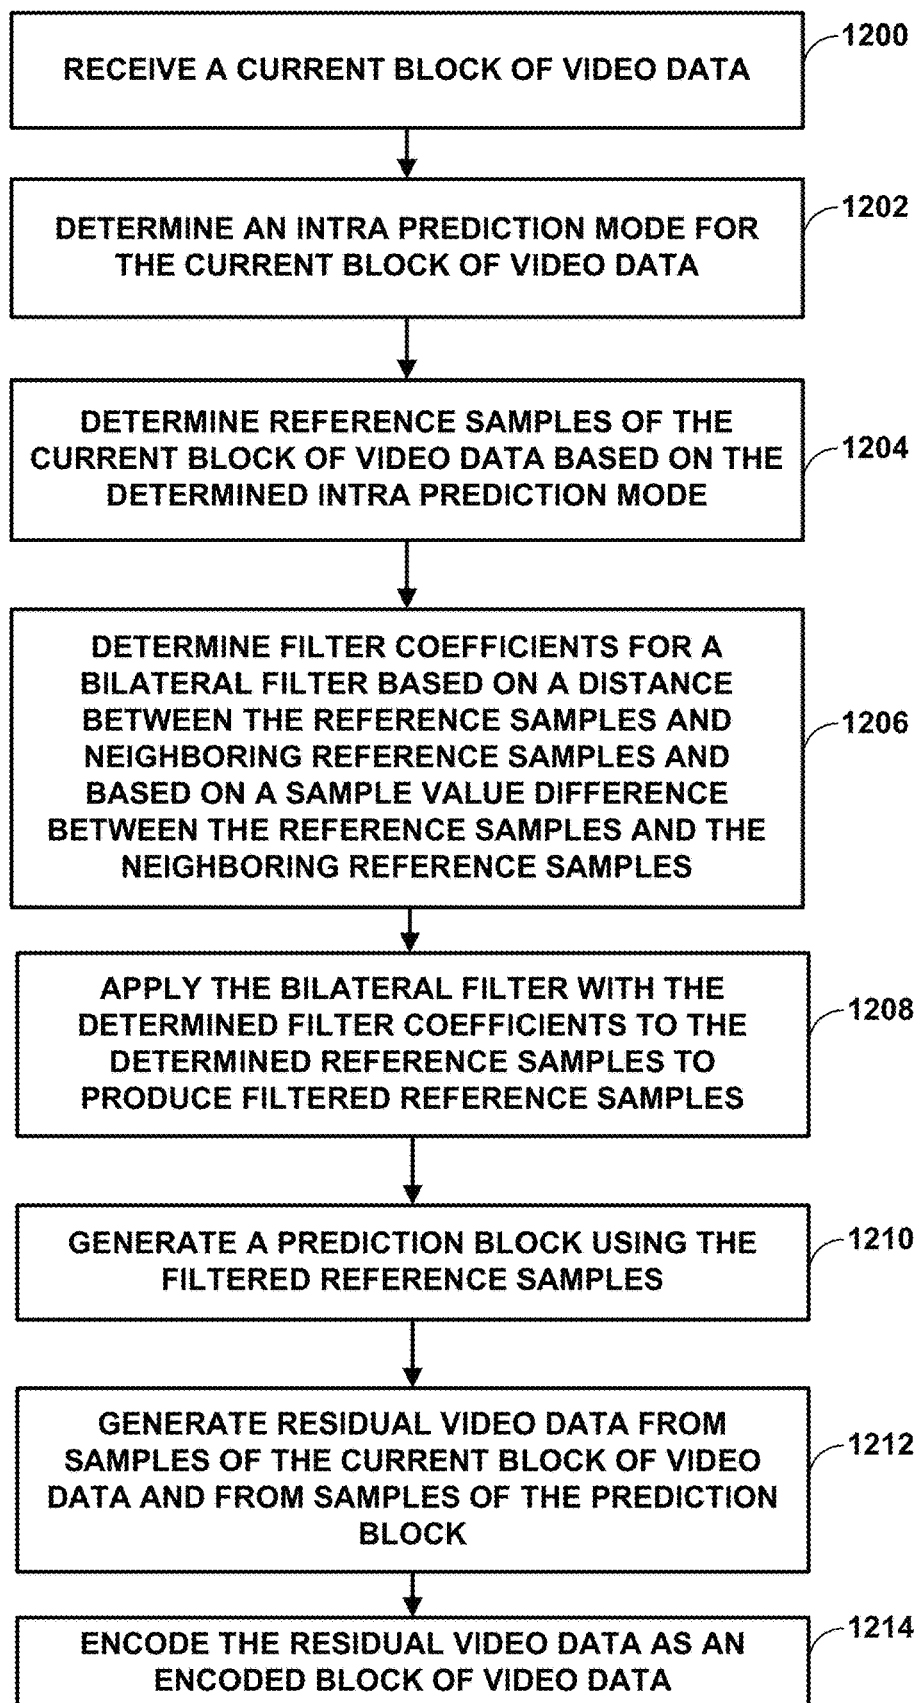 1200
RECEIVE A CURRENT BLOCK OF VIDEO DATA
1202
DETERMINE AN INTRA PREDICTION MODE FOR
THE CURRENT BLOCK OF VIDEO DATA
DETERMINE REFERENCE SAMPLES OF THE
CURRENT BLOCK OF VIDEO DATA BASED ON THE
DETERMINED INTRA PREDICTION MODE
1204
DETERMINE FILTER COEFFICIENTS FOR A
BILATERAL FILTER BASED ON A DISTANCE
BETWEEN THE REFERENCE SAMPLES AND
NEIGHBORING REFERENCE SAMPLES AND
BASED ON A SAMPLE VALUE DIFFERENCE
BETWEEN THE REFERENCE SAMPLES AND THE
NEIGHBORING REFERENCE SAMPLES
1206
APPLY THE BILATERAL FILTER WITH THE
DETERMINED FILTER COEFFICIENTS TO THE
DETERMINED REFERENCE SAMPLES TO
PRODUCE FILTERED REFERENCE SAMPLES
1208
GENERATE A PREDICTION BLOCK USING THE
FILTERED REFERENCE SAMPLES
1210
GENERATE RESIDUAL VIDEO DATA FROM
SAMPLES OF THE CURRENT BLOCK OF VIDEO
DATA AND FROM SAMPLES OF THE PREDICTION
BLOCK
1212
ENCODE THE RESIDUAL VIDEO DATA AS AN
ENCODED BLOCK OF VIDEO DATA
1214